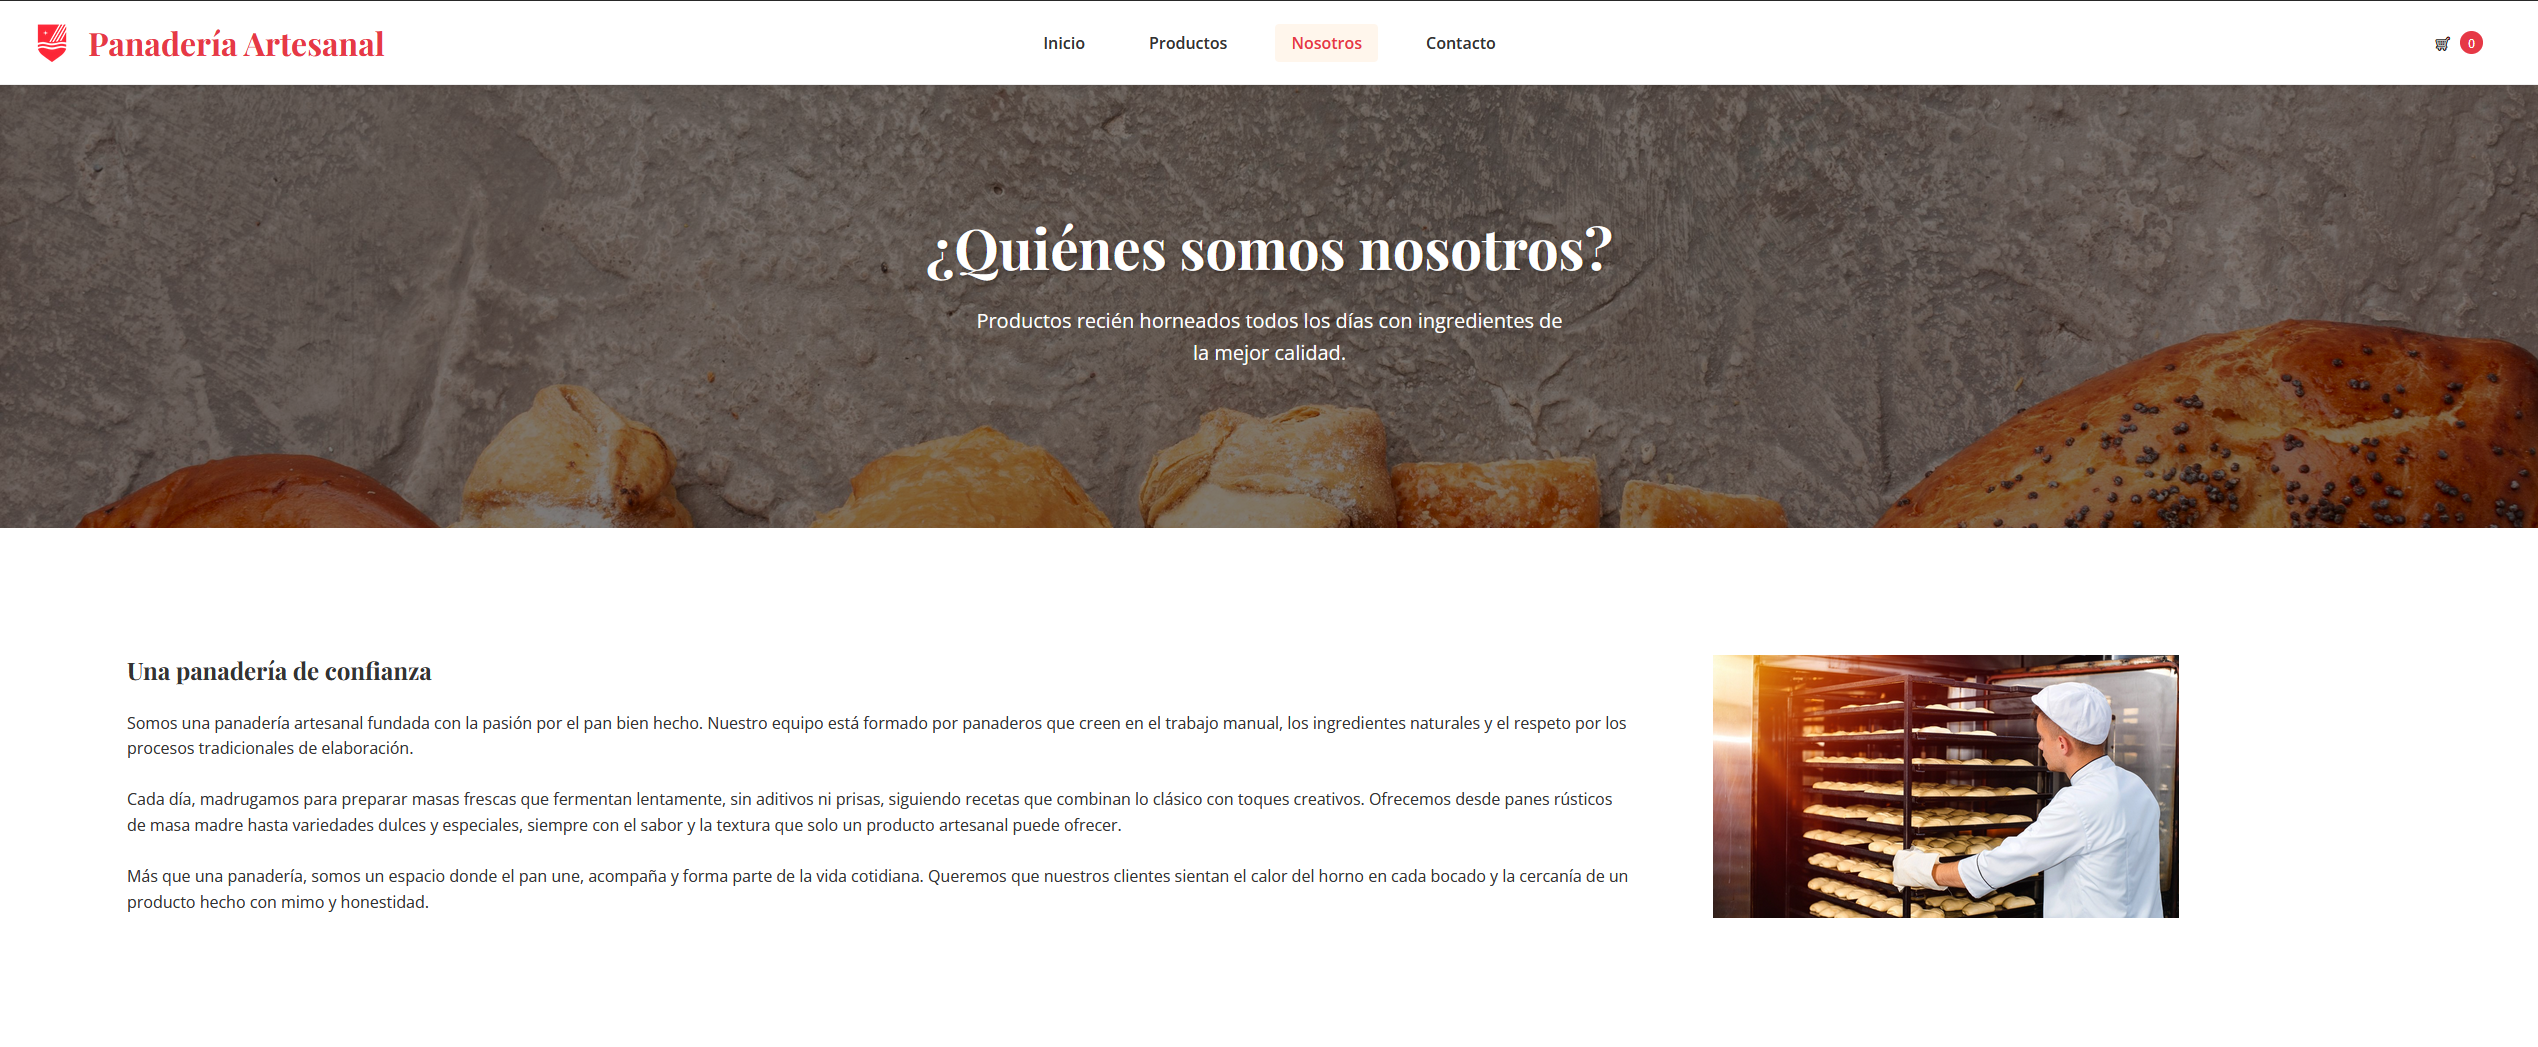 Panadería Artesanal
Inicio
Productos
Nosotros
Contacto
0
¿Quiénes somos nosotros?
Productos recién horneados todos los días con ingredientes de
la mejor calidad.
Una panadería de confianza
Somos una panadería artesanal fundada con la pasión por el pan bien hecho. Nuestro equipo está formado por panaderos que creen en el trabajo manual, los ingredientes naturales y el respeto por los
procesos tradicionales de elaboración.
Cada día, madrugamos para preparar masas frescas que fermentan lentamente, sin aditivos ni prisas, siguiendo recetas que combinan lo clásico con toques creativos. Ofrecemos desde panes rústicos
de masa madre hasta variedades dulces y especiales, siempre con el sabor y la textura que solo un producto artesanal puede ofrecer.
Más que una panadería, somos un espacio donde el pan une, acompaña y forma parte de la vida cotidiana. Queremos que nuestros clientes sientan el calor del horno en cada bocado y la cercanía de un
producto hecho con mimo y honestidad.